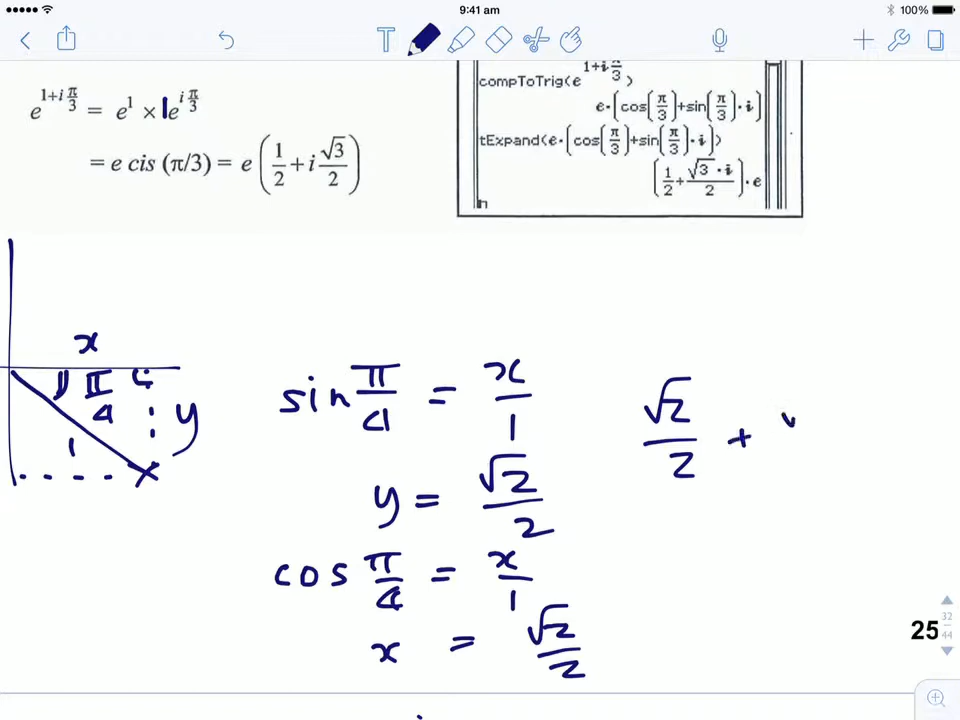 9:41 am
100%
T
e^{1+i π/3} = e^1 × 1e^{i π/3}
= e cis (π/3) = e (1/2 + i √3/2)
compToTrig(e^{1+i π/3})
e·(cos(π/3)+sin(π/3)·i)
tExpand(e·(cos(π/3)+sin(π/3)·i))
(1/2+√3·i/2)·e
x
π/4
y
1
sin π/4 = x/1
y = √2/2
cos π/4 = x/1
x = √2/2
√2/2 +
25
32
44